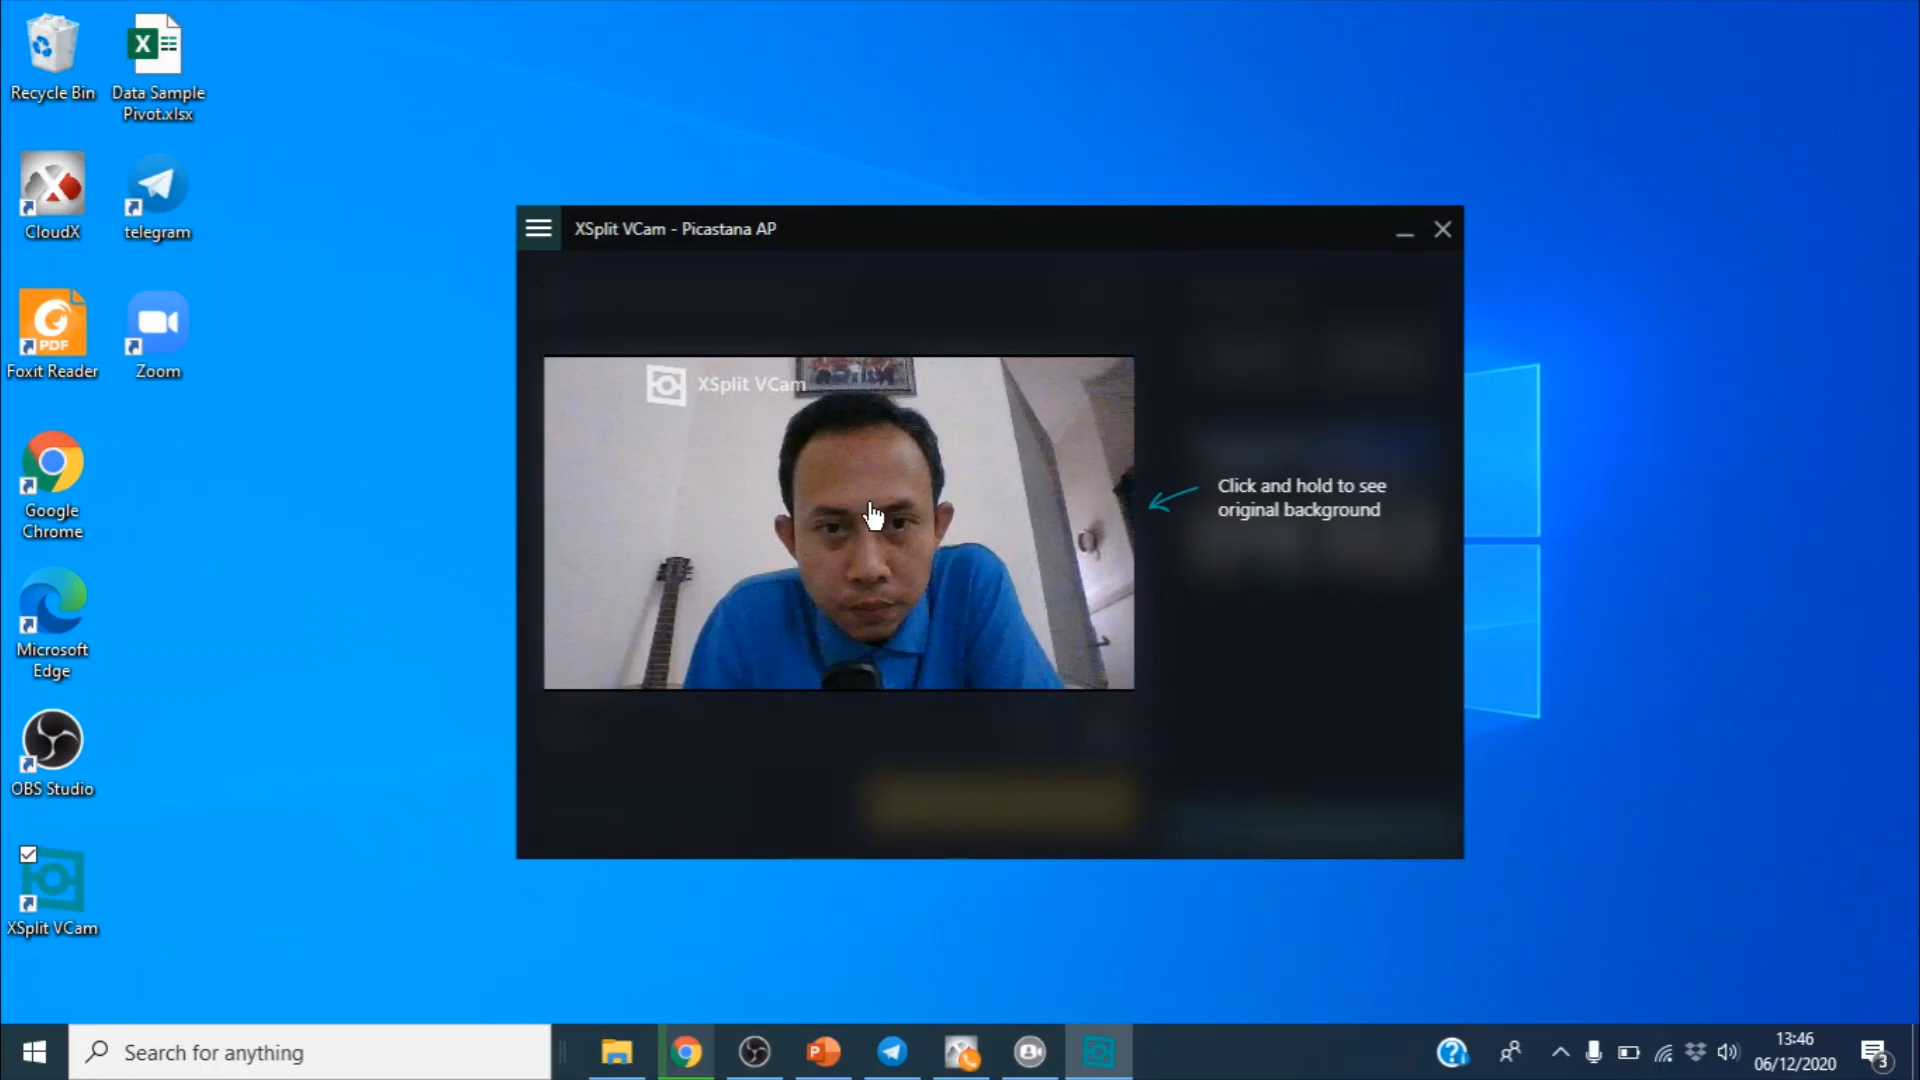 Recycle Bin
Data Sample
Pivot.xlsx
CloudX
telegram
PDF
Foxit Reader
Zoom
Google
Chrome
Microsoft
Edge
OBS Studio
XSplit VCam
XSplit VCam - Picastana AP
XSplit VCam
Click and hold to see
original background
Search for anything
13:46
06/12/2020
3